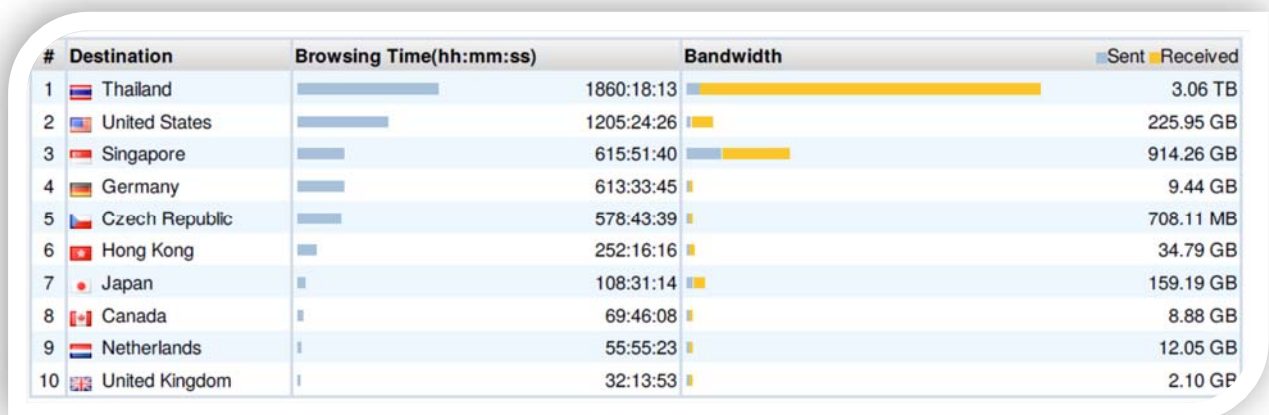 # Destination Browsing Time(hh:mm:ss) Bandwidth Sent Received
1 Thailand 1860:18:13 3.06 TB
2 United States 1205:24:26 225.95 GB
3 Singapore 615:51:40 914.26 GB
4 Germany 613:33:45 9.44 GB
5 Czech Republic 578:43:39 708.11 MB
6 Hong Kong 252:16:16 34.79 GB
7 Japan 108:31:14 159.19 GB
8 Canada 69:46:08 8.88 GB
9 Netherlands 55:55:23 12.05 GB
10 United Kingdom 32:13:53 2.10 GB